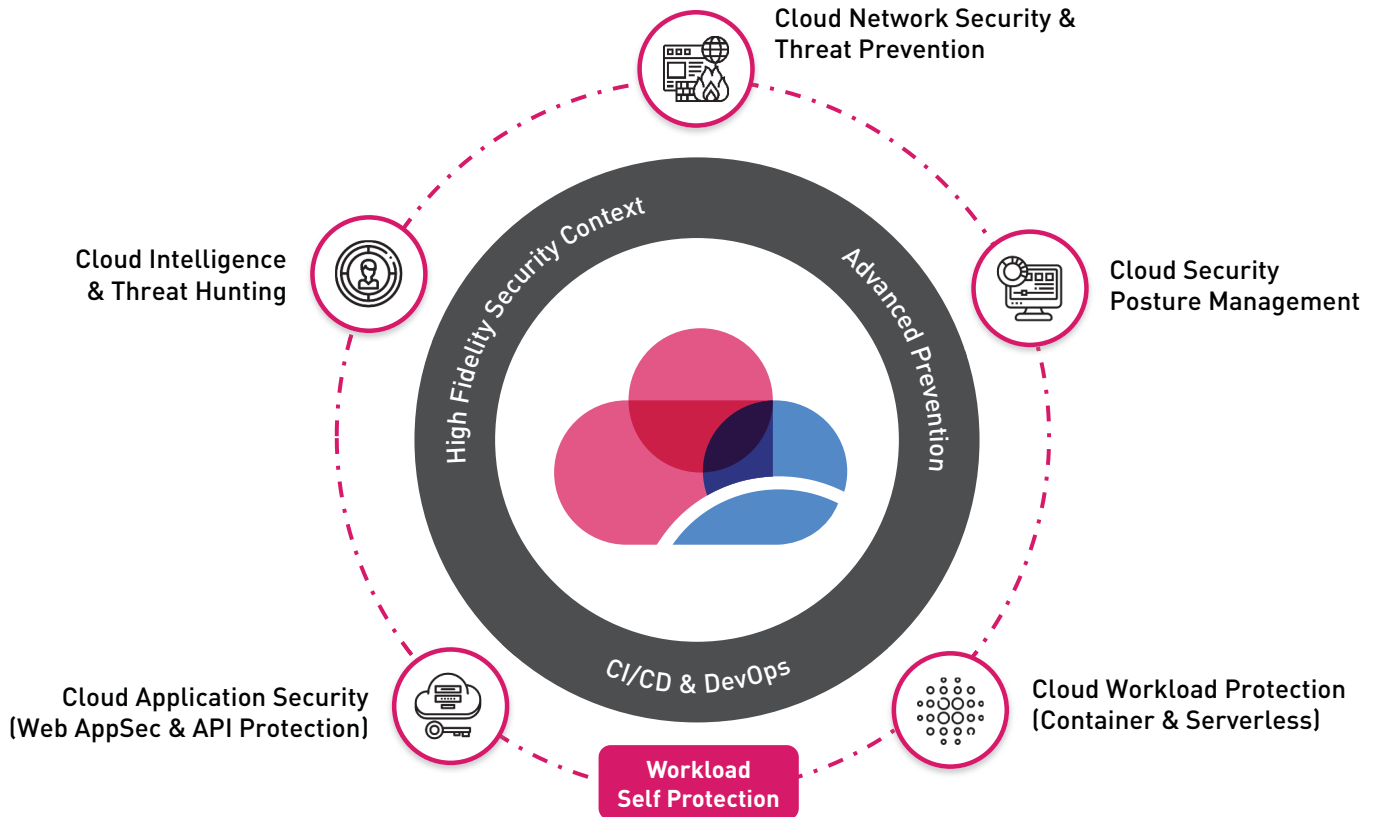 Cloud Network Security &
Threat Prevention
Cloud Intelligence
& Threat Hunting
Cloud Security
Posture Management
High Fidelity Security Context
Advanced Prevention
CI/CD & DevOps
Cloud Application Security
(Web AppSec & API Protection)
Cloud Workload Protection
(Container & Serverless)
Workload
Self Protection